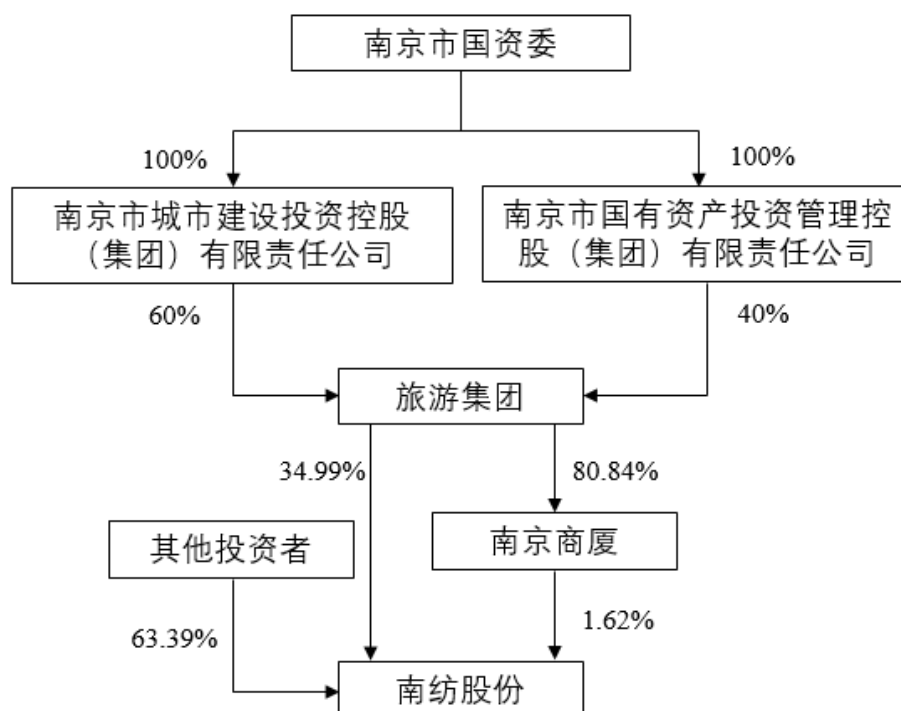 南京市国资委
100%
100%
南京市城市建设投资控股
（集团）有限责任公司
南京市国有资产投资管理控
股（集团）有限责任公司
60%
40%
旅游集团
34.99%
80.84%
其他投资者
南京商厦
63.39%
1.62%
南纺股份